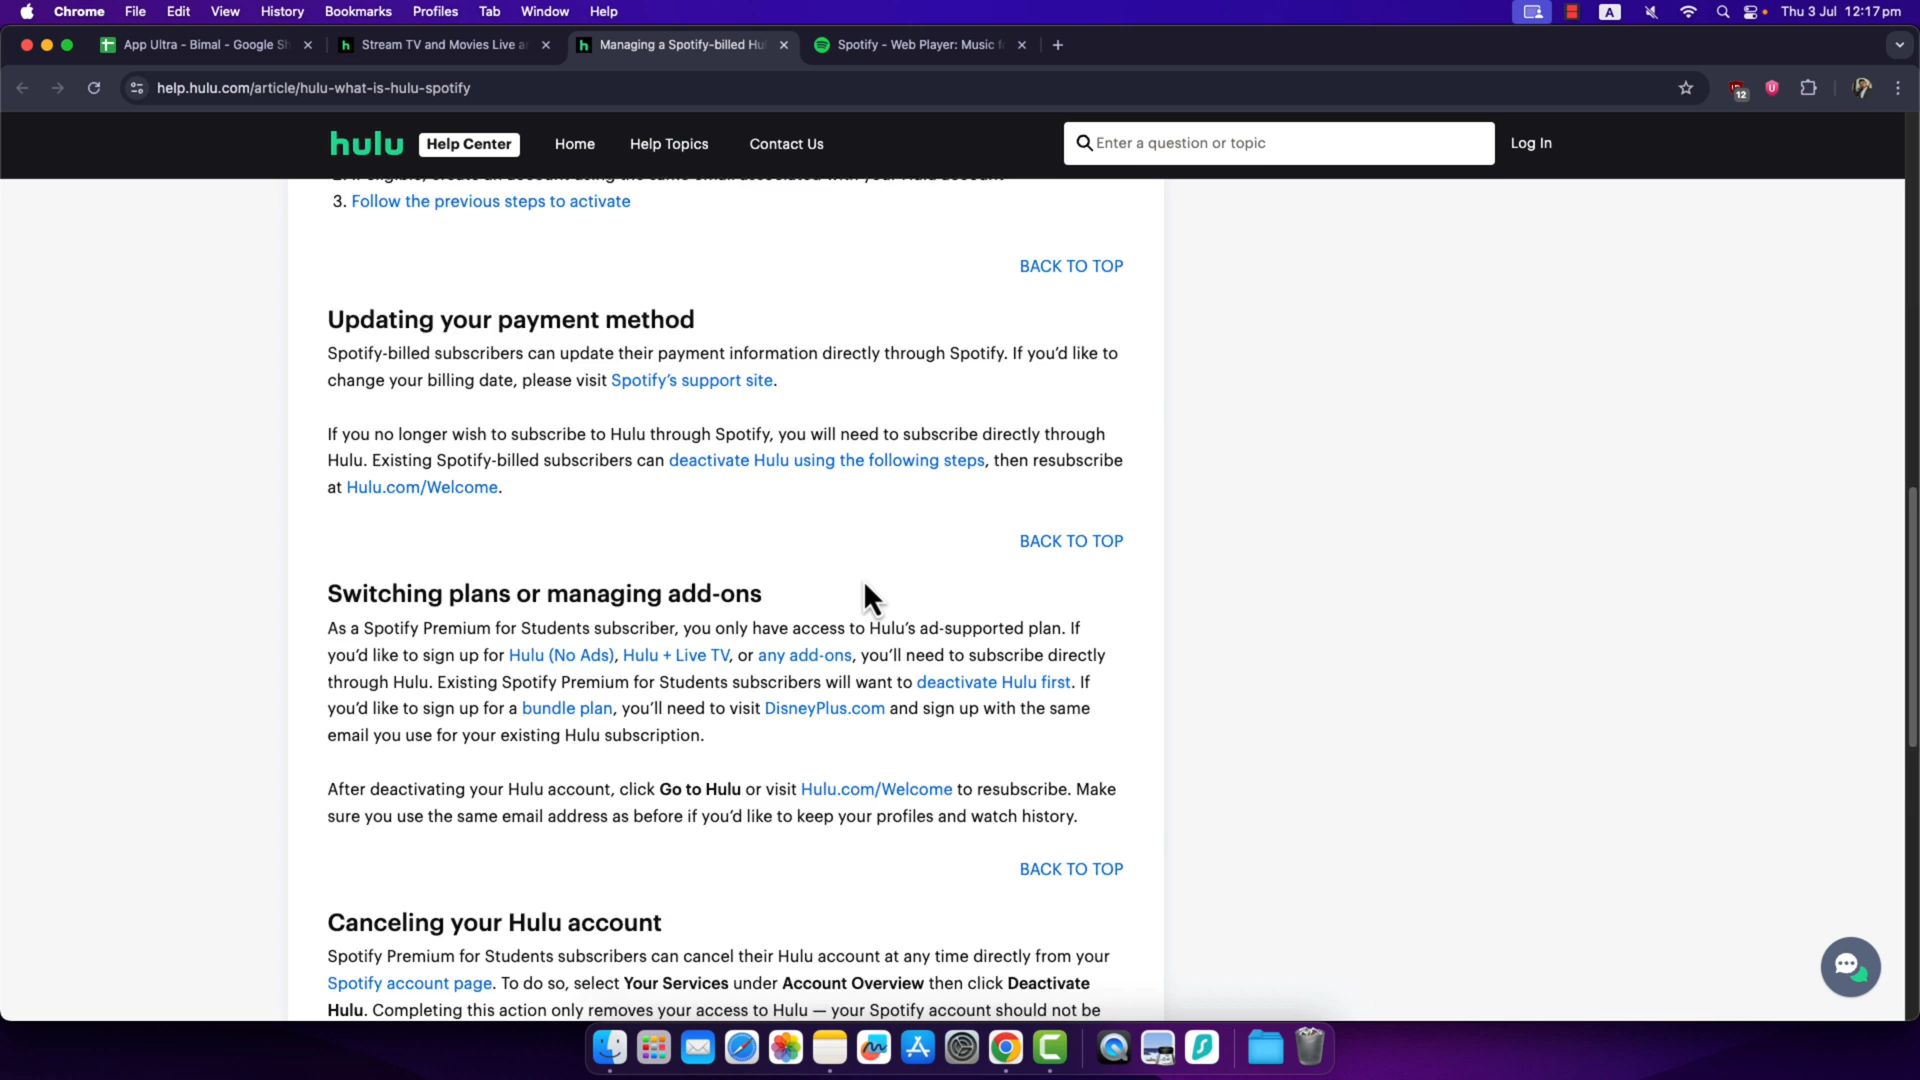 Chrome File Edit View History Bookmarks Profiles Tab Window Help A Thu 3 Jul 12:17 pm
App Ultra - Bimal - Google Sh Stream TV and Movies Live a Managing a Spotify-billed Hu Spotify - Web Player: Music f
help.hulu.com/article/hulu-what-is-hulu-spotify 12
hulu Help Center Home Help Topics Contact Us Enter a question or topic Log In
2. If eligible, create an account using the same email associated with your Hulu account
3. Follow the previous steps to activate
BACK TO TOP
Updating your payment method
Spotify-billed subscribers can update their payment information directly through Spotify. If you'd like to
change your billing date, please visit Spotify's support site.
If you no longer wish to subscribe to Hulu through Spotify, you will need to subscribe directly through
Hulu. Existing Spotify-billed subscribers can deactivate Hulu using the following steps, then resubscribe
at Hulu.com/Welcome.
BACK TO TOP
Switching plans or managing add-ons
As a Spotify Premium for Students subscriber, you only have access to Hulu's ad-supported plan. If
you'd like to sign up for Hulu (No Ads), Hulu + Live TV, or any add-ons, you'll need to subscribe directly
through Hulu. Existing Spotify Premium for Students subscribers will want to deactivate Hulu first. If
you'd like to sign up for a bundle plan, you'll need to visit DisneyPlus.com and sign up with the same
email you use for your existing Hulu subscription.
After deactivating your Hulu account, click Go to Hulu or visit Hulu.com/Welcome to resubscribe. Make
sure you use the same email address as before if you'd like to keep your profiles and watch history.
BACK TO TOP
Canceling your Hulu account
Spotify Premium for Students subscribers can cancel their Hulu account at any time directly from your
Spotify account page. To do so, select Your Services under Account Overview then click Deactivate
Hulu. Completing this action only removes your access to Hulu — your Spotify account should not be